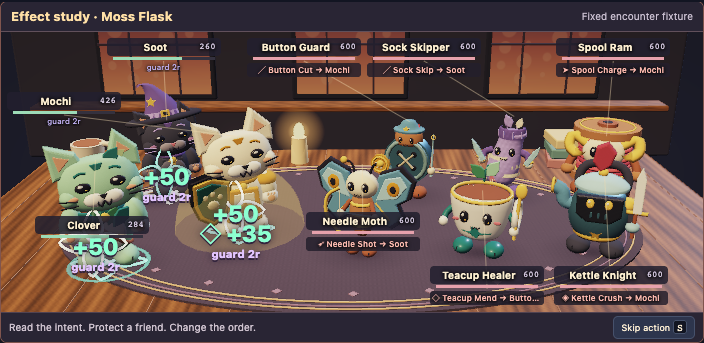 Effect study · Moss Flask
Fixed encounter fixture
Soot 260
guard 2r
Button Guard 600
⟋ Button Cut → Mochi
Sock Skipper 600
⟋ Sock Skip → Soot
Spool Ram 600
➤ Spool Charge → Mochi
Mochi 426
guard 2r
+50
guard 2r
+50
◇ +35
guard 2r
Clover 284
+50
guard 2r
Needle Moth 600
Needle Shot → Soot
Teacup Healer 600
◇ Teacup Mend → Butto...
Kettle Knight 600
◈ Kettle Crush → Mochi
Read the intent. Protect a friend. Change the order.
Skip action S